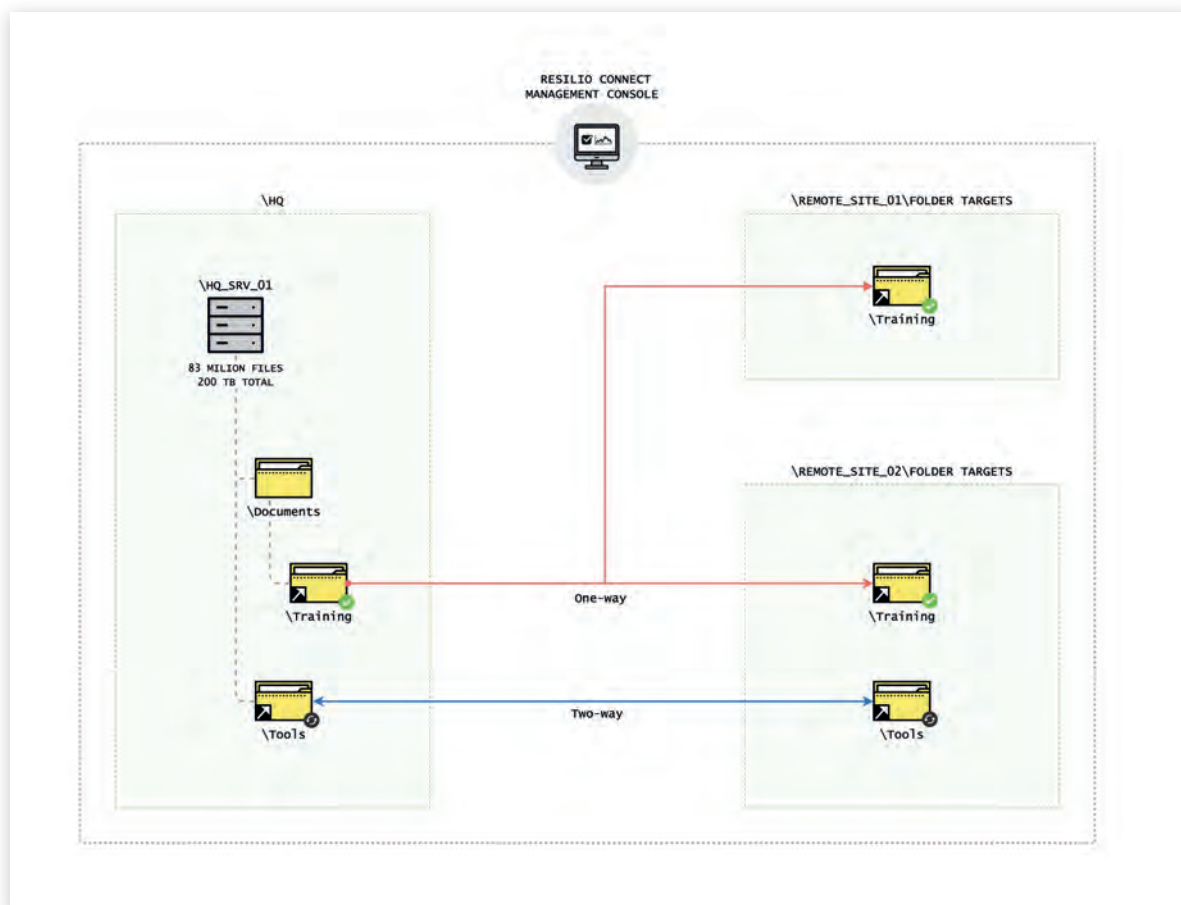 RESILIO CONNECT
MANAGEMENT CONSOLE
\HQ
\HQ_SRV_01
83 MILION FILES
200 TB TOTAL
\Documents
\Training
\Tools
One-way
Two-way
\REMOTE_SITE_01\FOLDER TARGETS
\Training
\REMOTE_SITE_02\FOLDER TARGETS
\Training
\Tools